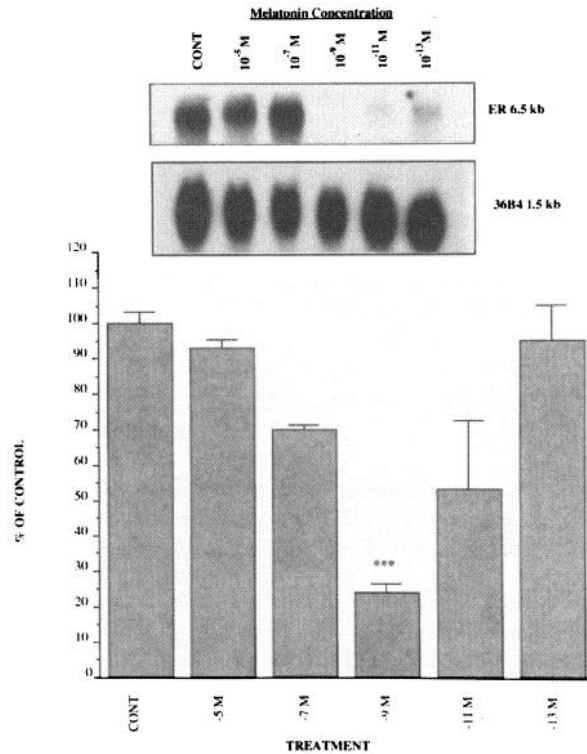 Melatonin Concentration
CONT
10⁻⁵ M
10⁻⁷ M
10⁻⁹ M
10⁻¹¹ M
10⁻¹³ M
ER 6.5 kb
36B4 1.5 kb
120
110
100
90
80
70
60
50
40
30
20
10
0
% OF CONTROL
***
CONT
-5 M
-7 M
-9 M
-11 M
-13 M
TREATMENT